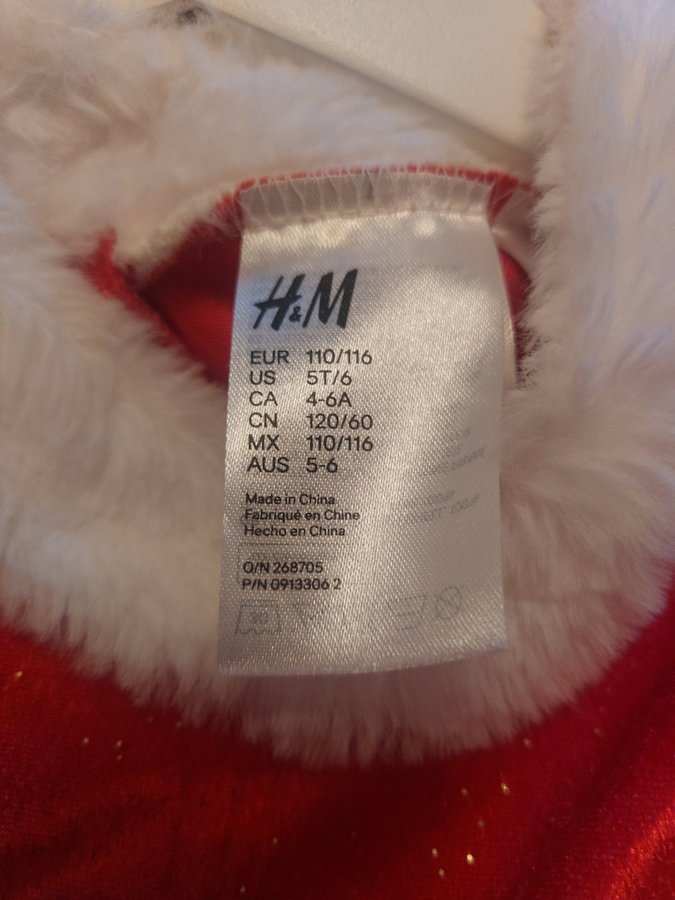 H&M
EUR 110/116
US 5T/6
CA 4-6A
CN 120/60
MX 110/116
AUS 5-6
Made in China
Fabriqué en Chine
Hecho en China
O/N 268705
P/N 0913306 2
30